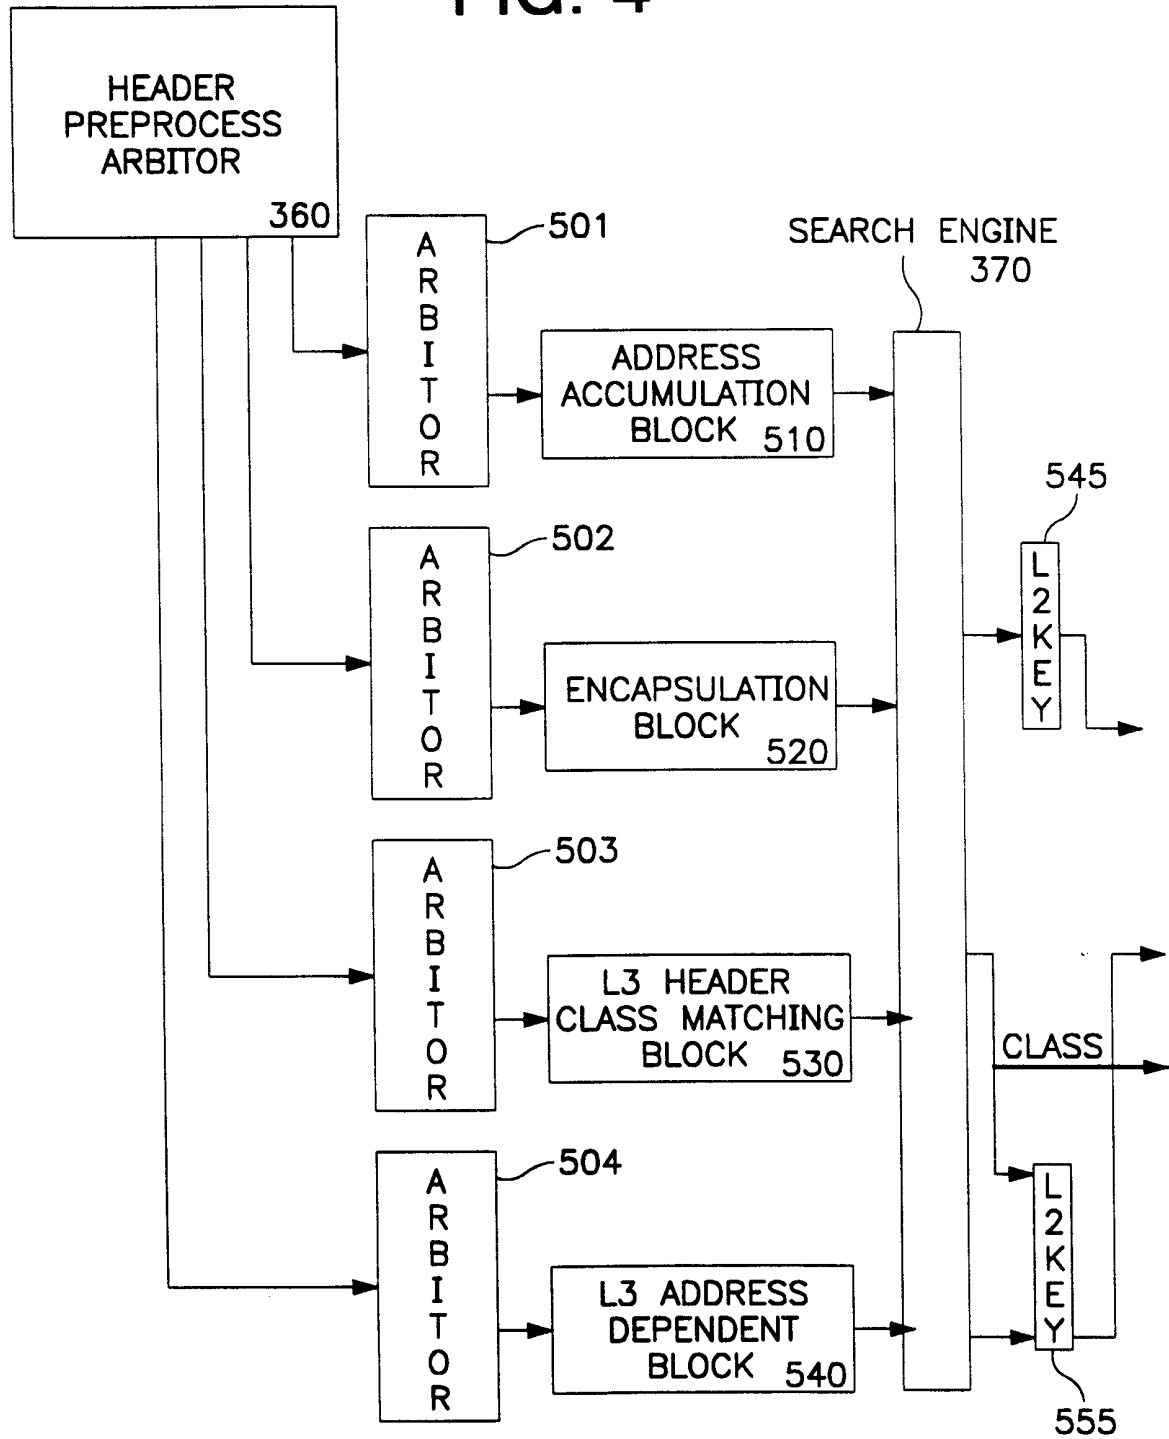 FIG. 4
HEADER
PREPROCESS
ARBITOR
360
ARBITOR
501
SEARCH ENGINE
370
ADDRESS
ACCUMULATION
BLOCK 510
545
L2KEY
ARBITOR
502
ENCAPSULATION
BLOCK
520
ARBITOR
503
L3 HEADER
CLASS MATCHING
BLOCK 530
CLASS
ARBITOR
504
L3 ADDRESS
DEPENDENT
BLOCK 540
L2KEY
555